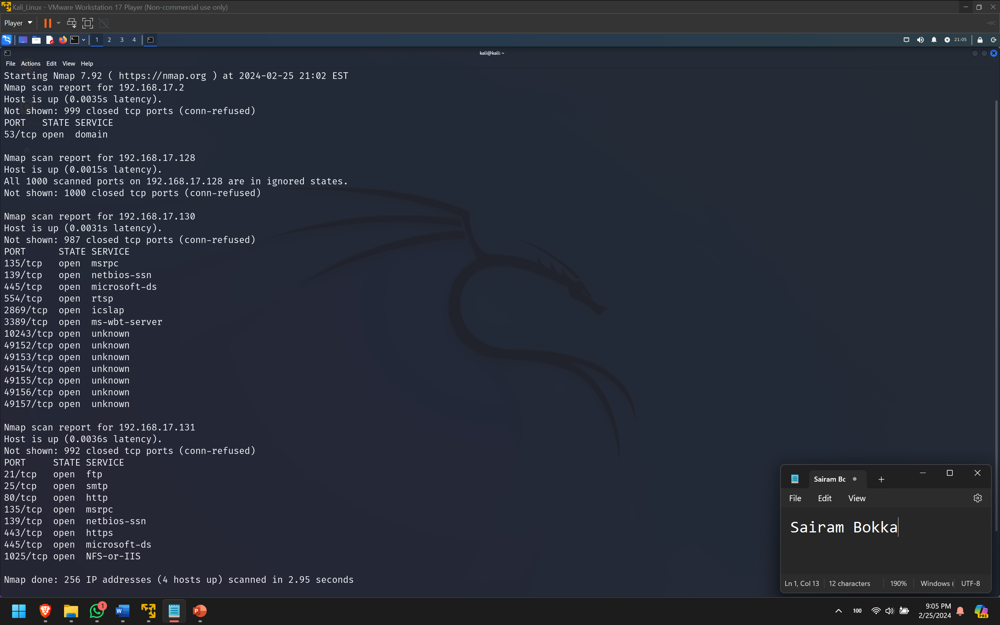 Kali_Linux - VMware Workstation 17 Player (Non-commercial use only)
Player
1 2 3 4
21:05
kali@kali: ~
File Actions Edit View Help
Starting Nmap 7.92 ( https://nmap.org ) at 2024-02-25 21:02 EST
Nmap scan report for 192.168.17.2
Host is up (0.0035s latency).
Not shown: 999 closed tcp ports (conn-refused)
PORT   STATE SERVICE
53/tcp open  domain

Nmap scan report for 192.168.17.128
Host is up (0.0015s latency).
All 1000 scanned ports on 192.168.17.128 are in ignored states.
Not shown: 1000 closed tcp ports (conn-refused)

Nmap scan report for 192.168.17.130
Host is up (0.0031s latency).
Not shown: 987 closed tcp ports (conn-refused)
PORT      STATE SERVICE
135/tcp   open  msrpc
139/tcp   open  netbios-ssn
445/tcp   open  microsoft-ds
554/tcp   open  rtsp
2869/tcp  open  icslap
3389/tcp  open  ms-wbt-server
10243/tcp open  unknown
49152/tcp open  unknown
49153/tcp open  unknown
49154/tcp open  unknown
49155/tcp open  unknown
49156/tcp open  unknown
49157/tcp open  unknown

Nmap scan report for 192.168.17.131
Host is up (0.0036s latency).
Not shown: 992 closed tcp ports (conn-refused)
PORT     STATE SERVICE
21/tcp   open  ftp
25/tcp   open  smtp
80/tcp   open  http
135/tcp  open  msrpc
139/tcp  open  netbios-ssn
443/tcp  open  https
445/tcp  open  microsoft-ds
1025/tcp open  NFS-or-IIS

Nmap done: 256 IP addresses (4 hosts up) scanned in 2.95 seconds
Sairam Bo
File Edit View
Sairam Bokka
Ln 1, Col 13 12 characters 190% Windows ( UTF-8
1
W
P
100
9:05 PM
2/25/2024
PRE